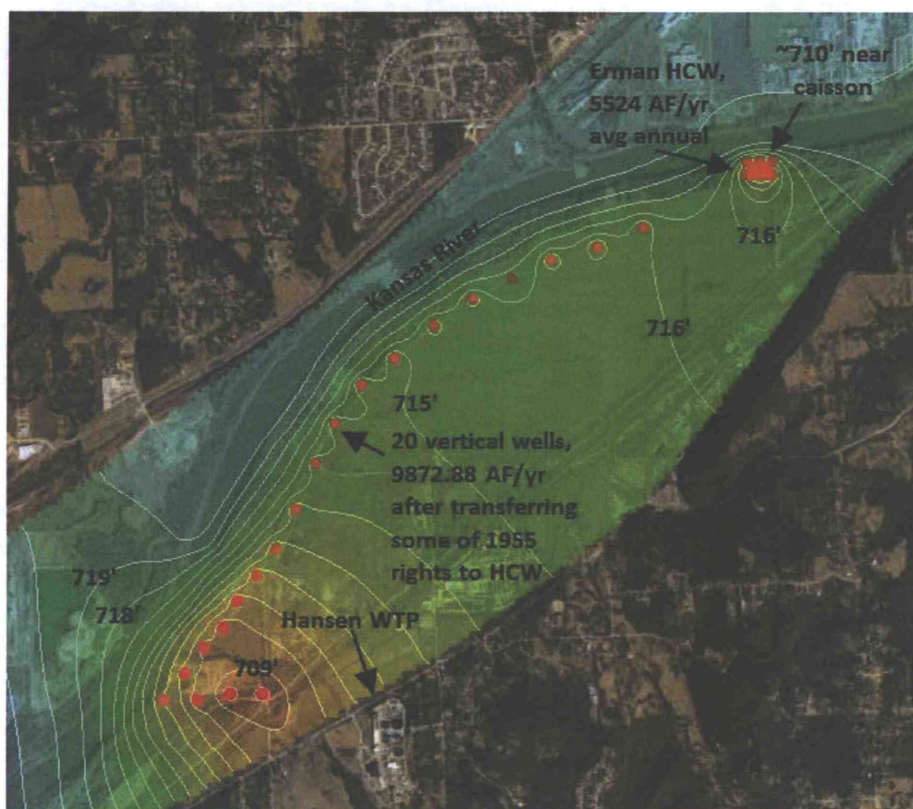 Erman HCW,
5524 AF/yr
avg annual
~710' near
caisson
Kansas River
716'
716'
715'
20 vertical wells,
9872.88 AF/yr
after transferring
some of 1955
rights to HCW
719'
718'
Hansen WTP
709'